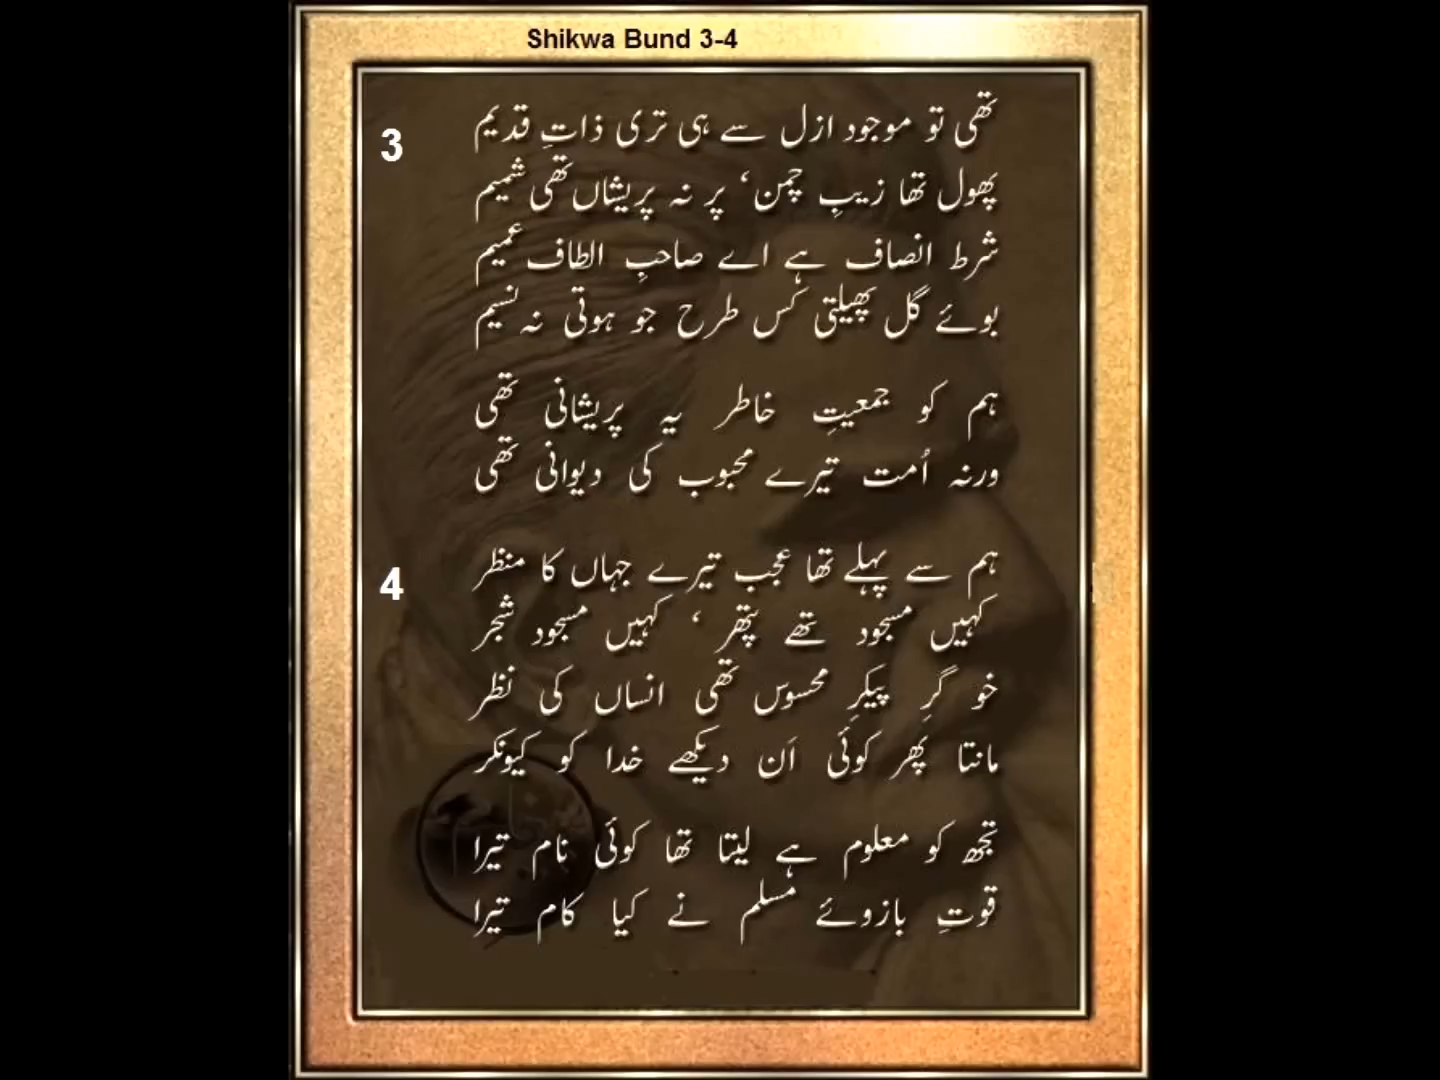 Shikwa Bund 3-4
3
تھی تو موجود ازل سے ہی تری ذاتِ قدیم
پھول تھا زیبِ چمن، پر نہ پریشاں تھی شمیم
شرط انصاف ہے اے صاحبِ الطاف عمیم
بوئے گل پھیلتی کس طرح جو ہوتی نہ نسیم
ہم کو جمعیتِ خاطر یہ پریشانی تھی
ورنہ اُمت تیرے محبوب کی دیوانی تھی
4
ہم سے پہلے تھا عجب تیرے جہاں کا منظر
کہیں مسجود تھے پتھر، کہیں مسجود شجر
خو گرِ پیکرِ محسوس تھی انساں کی نظر
مانتا پھر کوئی اَن دیکھے خدا کو کیونکر
تجھ کو معلوم ہے لیتا تھا کوئی نام تیرا
قوتِ بازوئے مسلم نے کیا کام تیرا